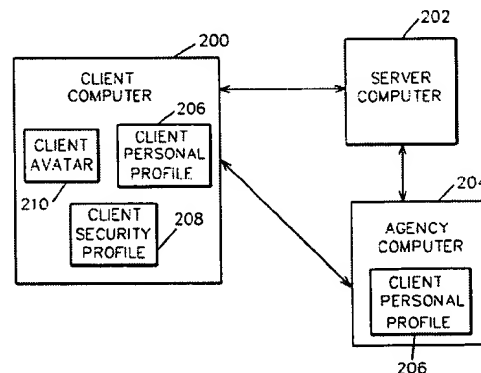 200
CLIENT
COMPUTER
206
CLIENT
AVATAR
CLIENT
PERSONAL
PROFILE
210
CLIENT
SECURITY
PROFILE
208
202
SERVER
COMPUTER
204
AGENCY
COMPUTER
CLIENT
PERSONAL
PROFILE
206